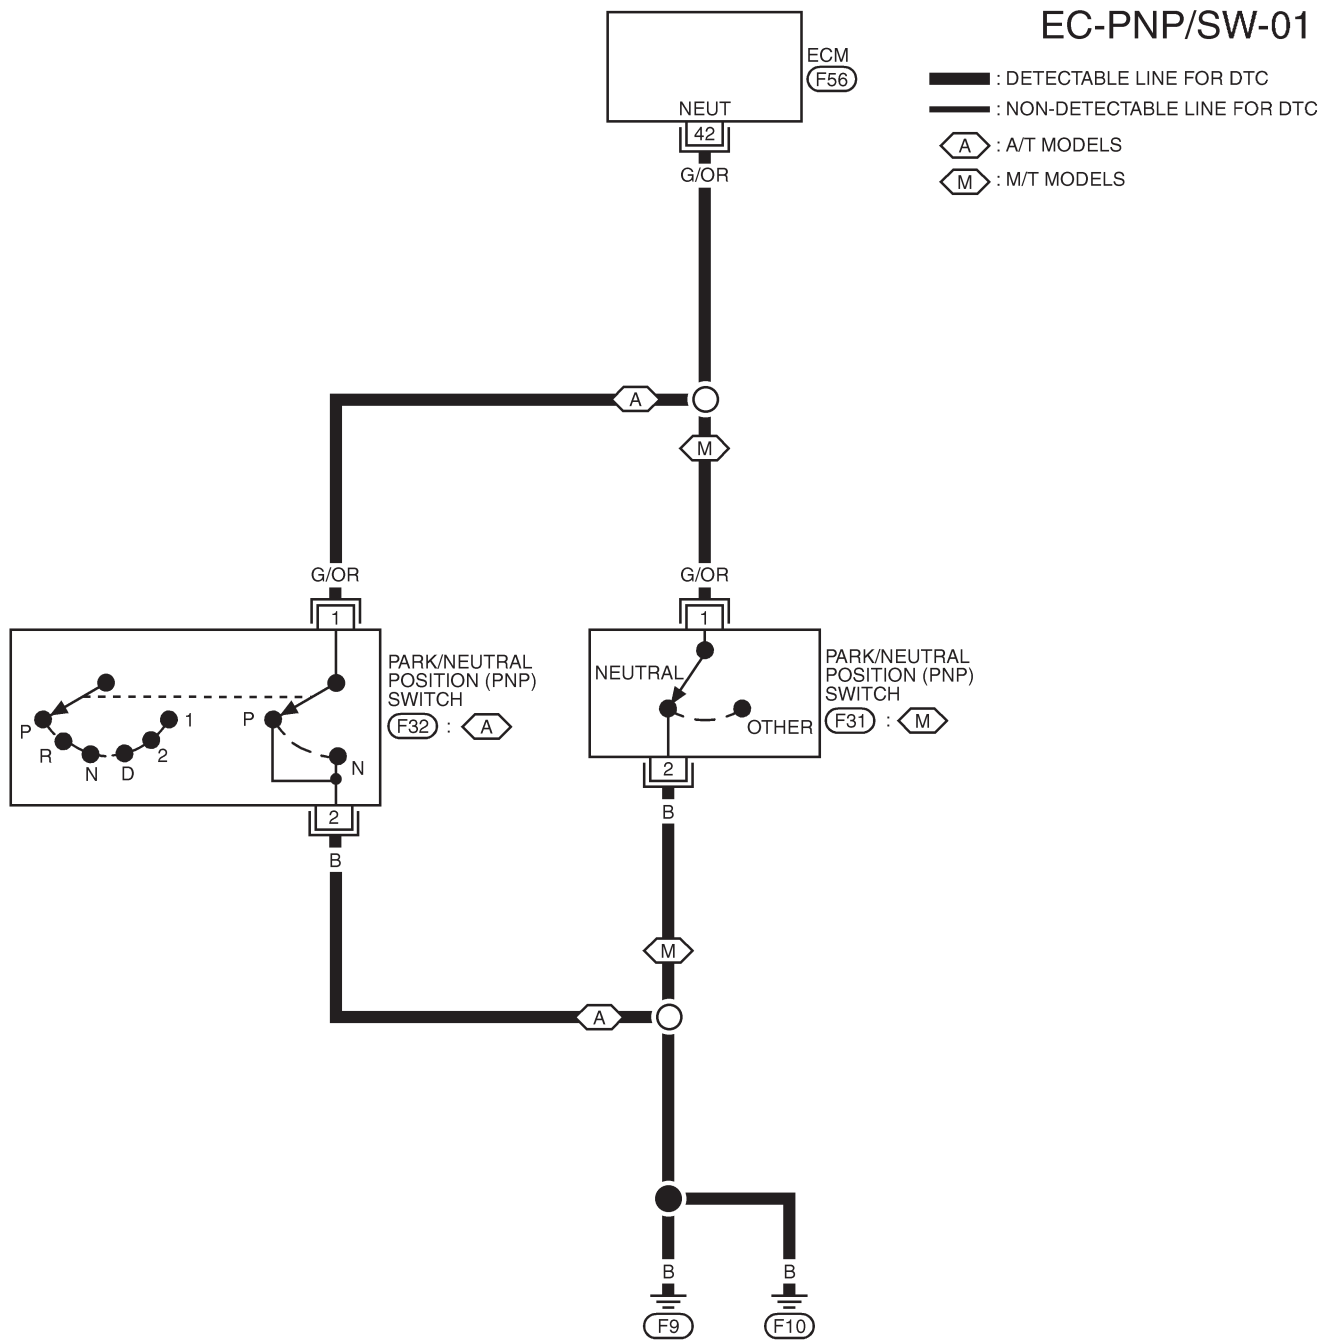 EC-PNP/SW-01
ECM
F56
NEUT
42
G/OR
: DETECTABLE LINE FOR DTC
: NON-DETECTABLE LINE FOR DTC
A : A/T MODELS
M : M/T MODELS
A
M
G/OR
G/OR
1
1
PARK/NEUTRAL
POSITION (PNP)
SWITCH
F32 : A
P
R
N
D
2
1
P
N
2
B
NEUTRAL
OTHER
PARK/NEUTRAL
POSITION (PNP)
SWITCH
F31 : M
2
B
M
A
B
B
F9
F10